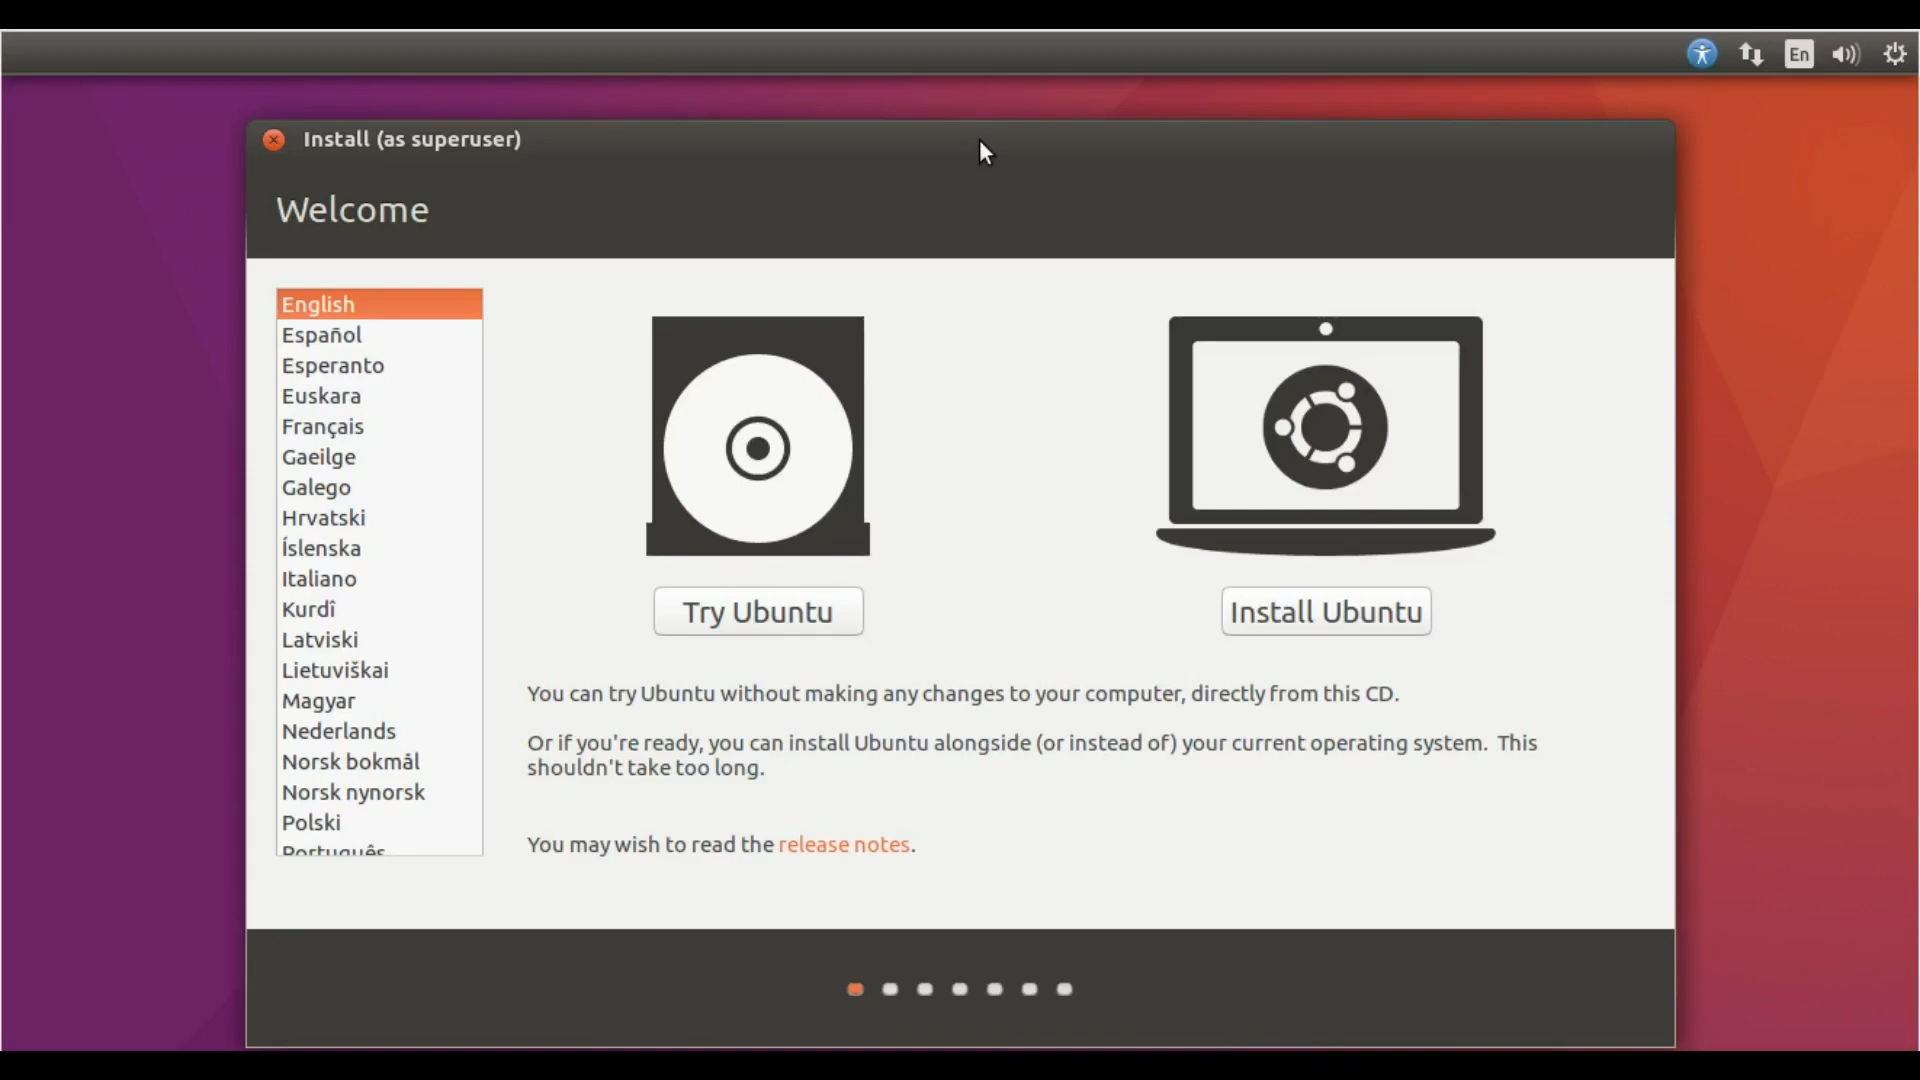 En
Install (as superuser)
Welcome
English
Español
Esperanto
Euskara
Français
Gaeilge
Galego
Hrvatski
Íslenska
Italiano
Kurdî
Latviski
Lietuviškai
Magyar
Nederlands
Norsk bokmål
Norsk nynorsk
Polski
Português
Try Ubuntu
Install Ubuntu
You can try Ubuntu without making any changes to your computer, directly from this CD.
Or if you're ready, you can install Ubuntu alongside (or instead of) your current operating system. This
shouldn't take too long.
You may wish to read the release notes.